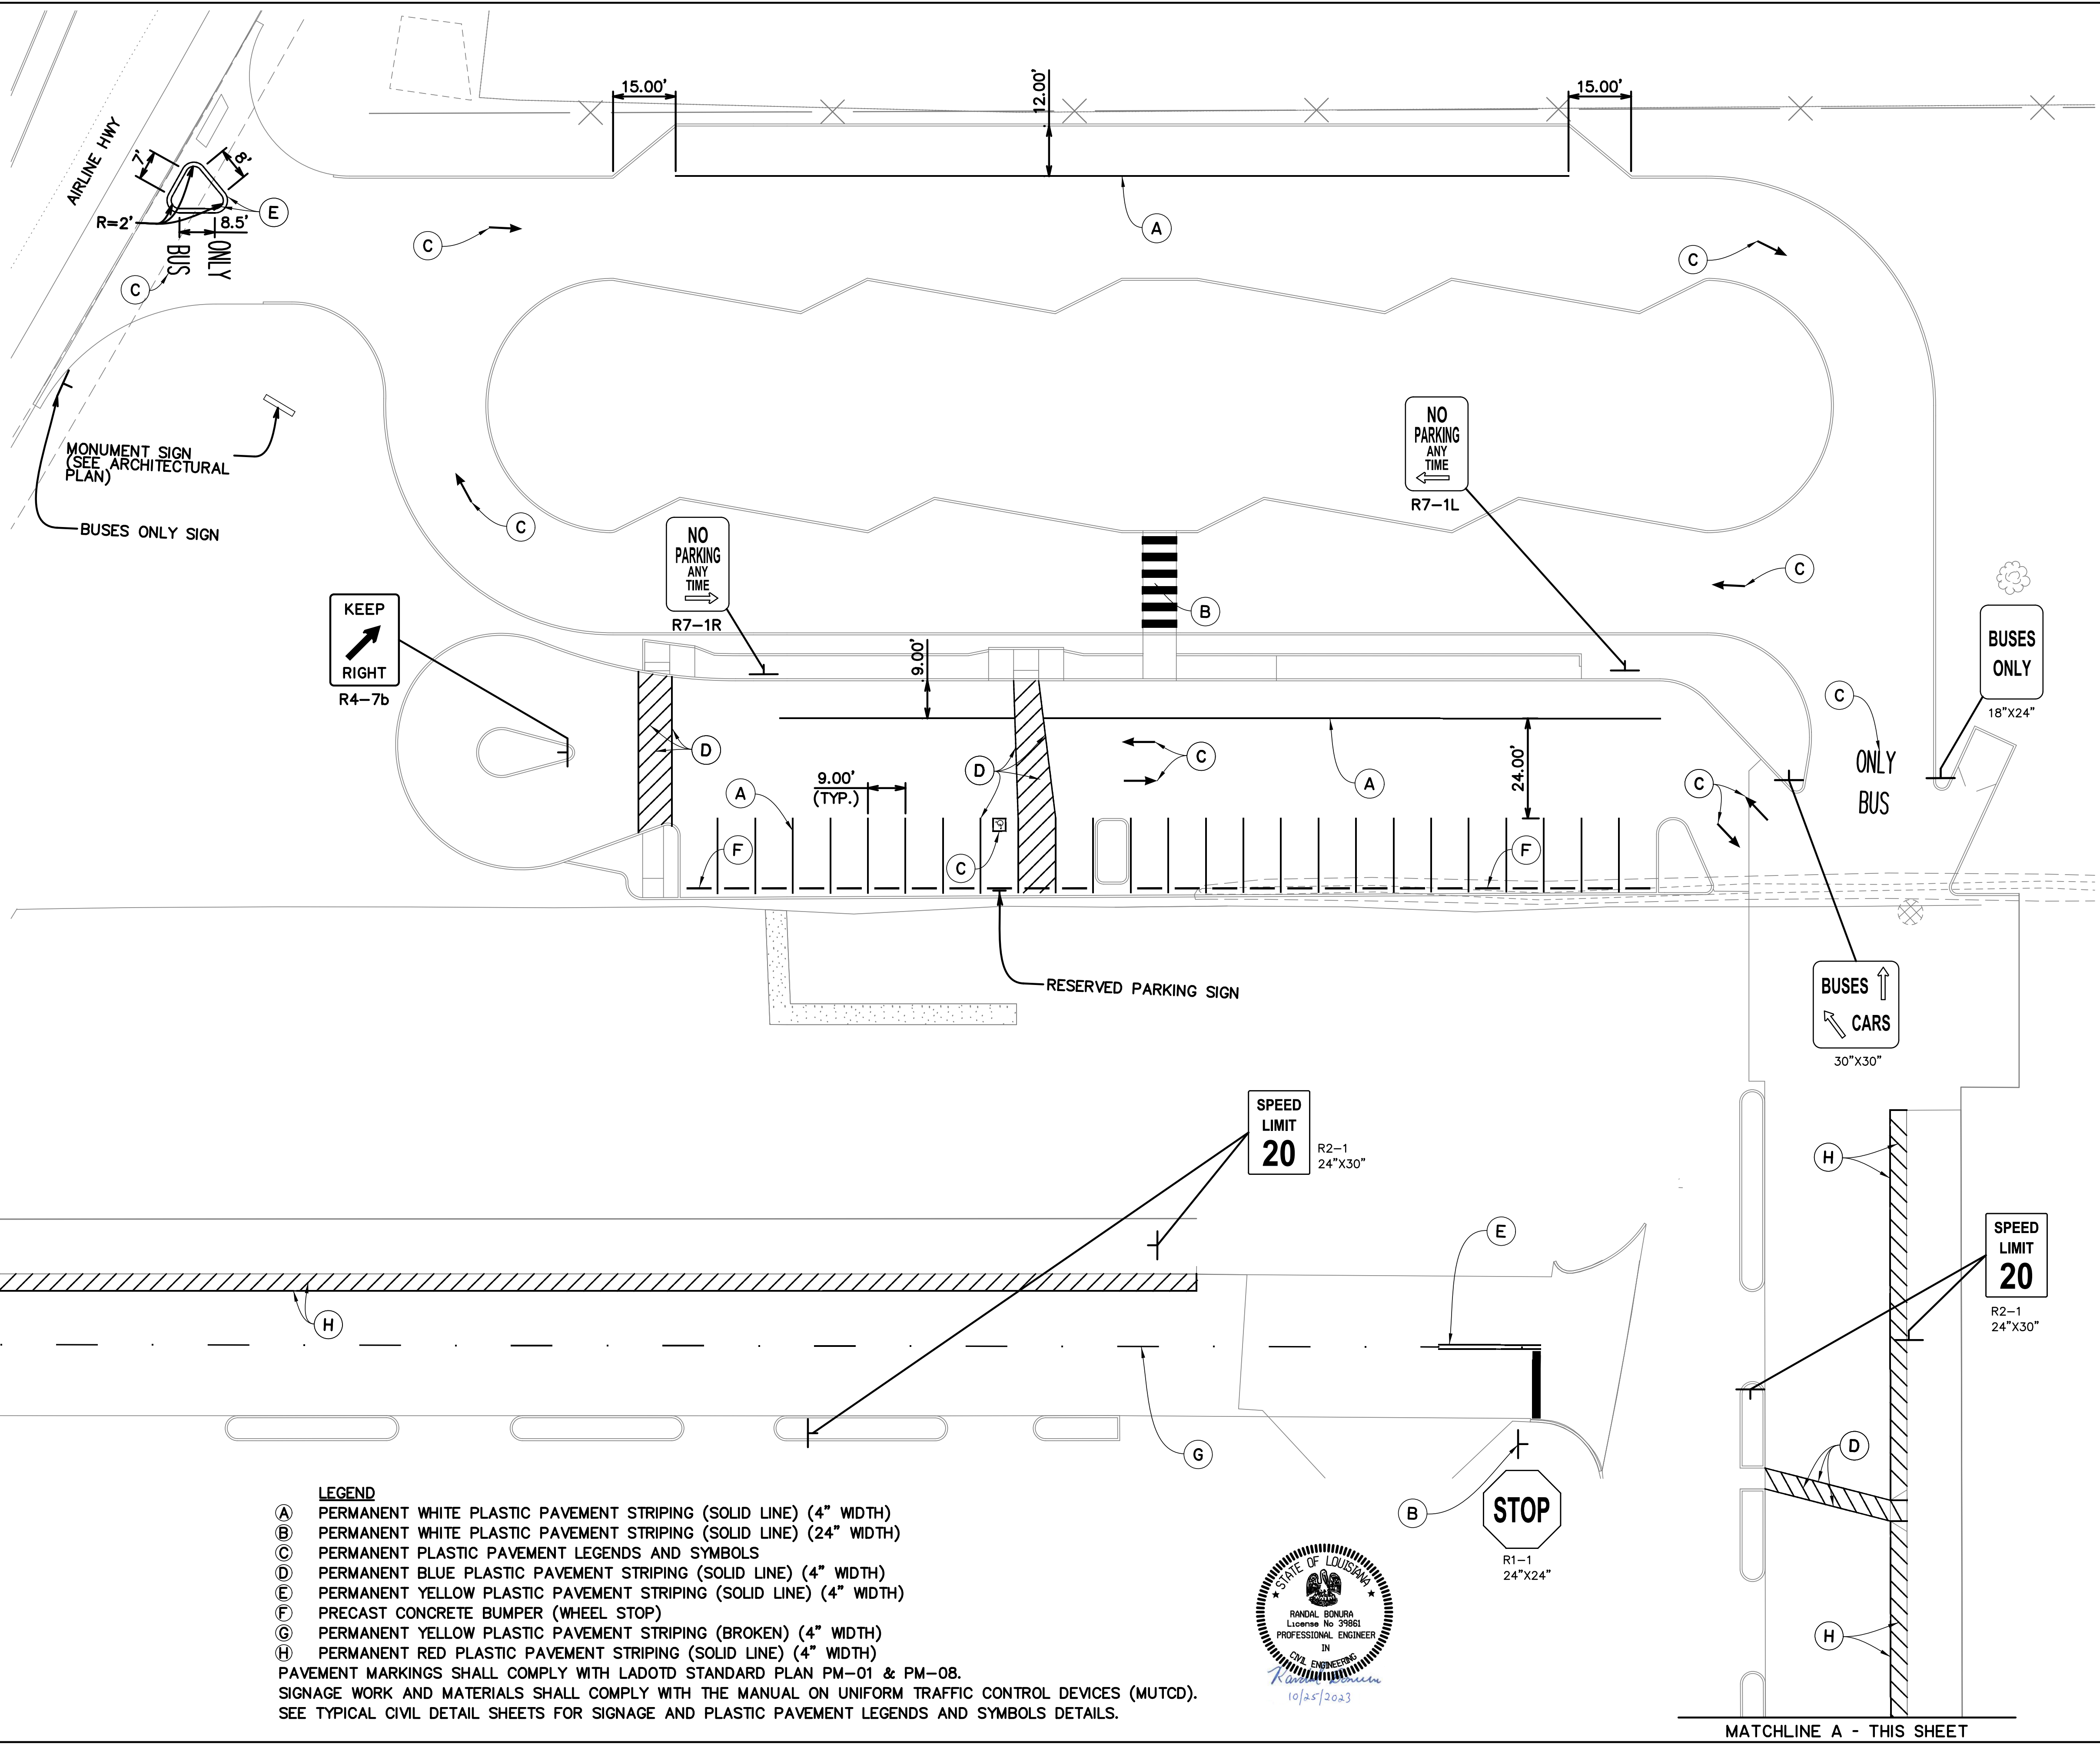 15.00'
12.00'
15.00'
AIRLINE HWY
7'
8'
E
R=2'
8.5'
BUS
ONLY
C
C
A
C
MONUMENT SIGN
(SEE ARCHITECTURAL
PLAN)
BUSES ONLY SIGN
C
NO
PARKING
ANY
TIME
R7-1L
NO
PARKING
ANY
TIME
R7-1R
C
B
KEEP
RIGHT
R4-7b
9.00'
BUSES
ONLY
18"X24"
C
ONLY
BUS
D
D
C
A
24.00'
9.00'
(TYP.)
A
C
F
C
F
RESERVED PARKING SIGN
BUSES
CARS
30"X30"
SPEED
LIMIT
20
R2-1
24"X30"
H
SPEED
LIMIT
20
R2-1
24"X30"
E
H
G
D
B
STOP
R1-1
24"X24"
H
LEGEND
A PERMANENT WHITE PLASTIC PAVEMENT STRIPING (SOLID LINE) (4" WIDTH)
B PERMANENT WHITE PLASTIC PAVEMENT STRIPING (SOLID LINE) (24" WIDTH)
C PERMANENT PLASTIC PAVEMENT LEGENDS AND SYMBOLS
D PERMANENT BLUE PLASTIC PAVEMENT STRIPING (SOLID LINE) (4" WIDTH)
E PERMANENT YELLOW PLASTIC PAVEMENT STRIPING (SOLID LINE) (4" WIDTH)
F PRECAST CONCRETE BUMPER (WHEEL STOP)
G PERMANENT YELLOW PLASTIC PAVEMENT STRIPING (BROKEN) (4" WIDTH)
H PERMANENT RED PLASTIC PAVEMENT STRIPING (SOLID LINE) (4" WIDTH)
PAVEMENT MARKINGS SHALL COMPLY WITH LADOTD STANDARD PLAN PM-01 & PM-08.
SIGNAGE WORK AND MATERIALS SHALL COMPLY WITH THE MANUAL ON UNIFORM TRAFFIC CONTROL DEVICES (MUTCD).
SEE TYPICAL CIVIL DETAIL SHEETS FOR SIGNAGE AND PLASTIC PAVEMENT LEGENDS AND SYMBOLS DETAILS.
STATE OF LOUISIANA
RANDAL BONURA
License No 39861
PROFESSIONAL ENGINEER
IN
CIVIL ENGINEERING
Randal Bonura
10/25/2023
MATCHLINE A - THIS SHEET